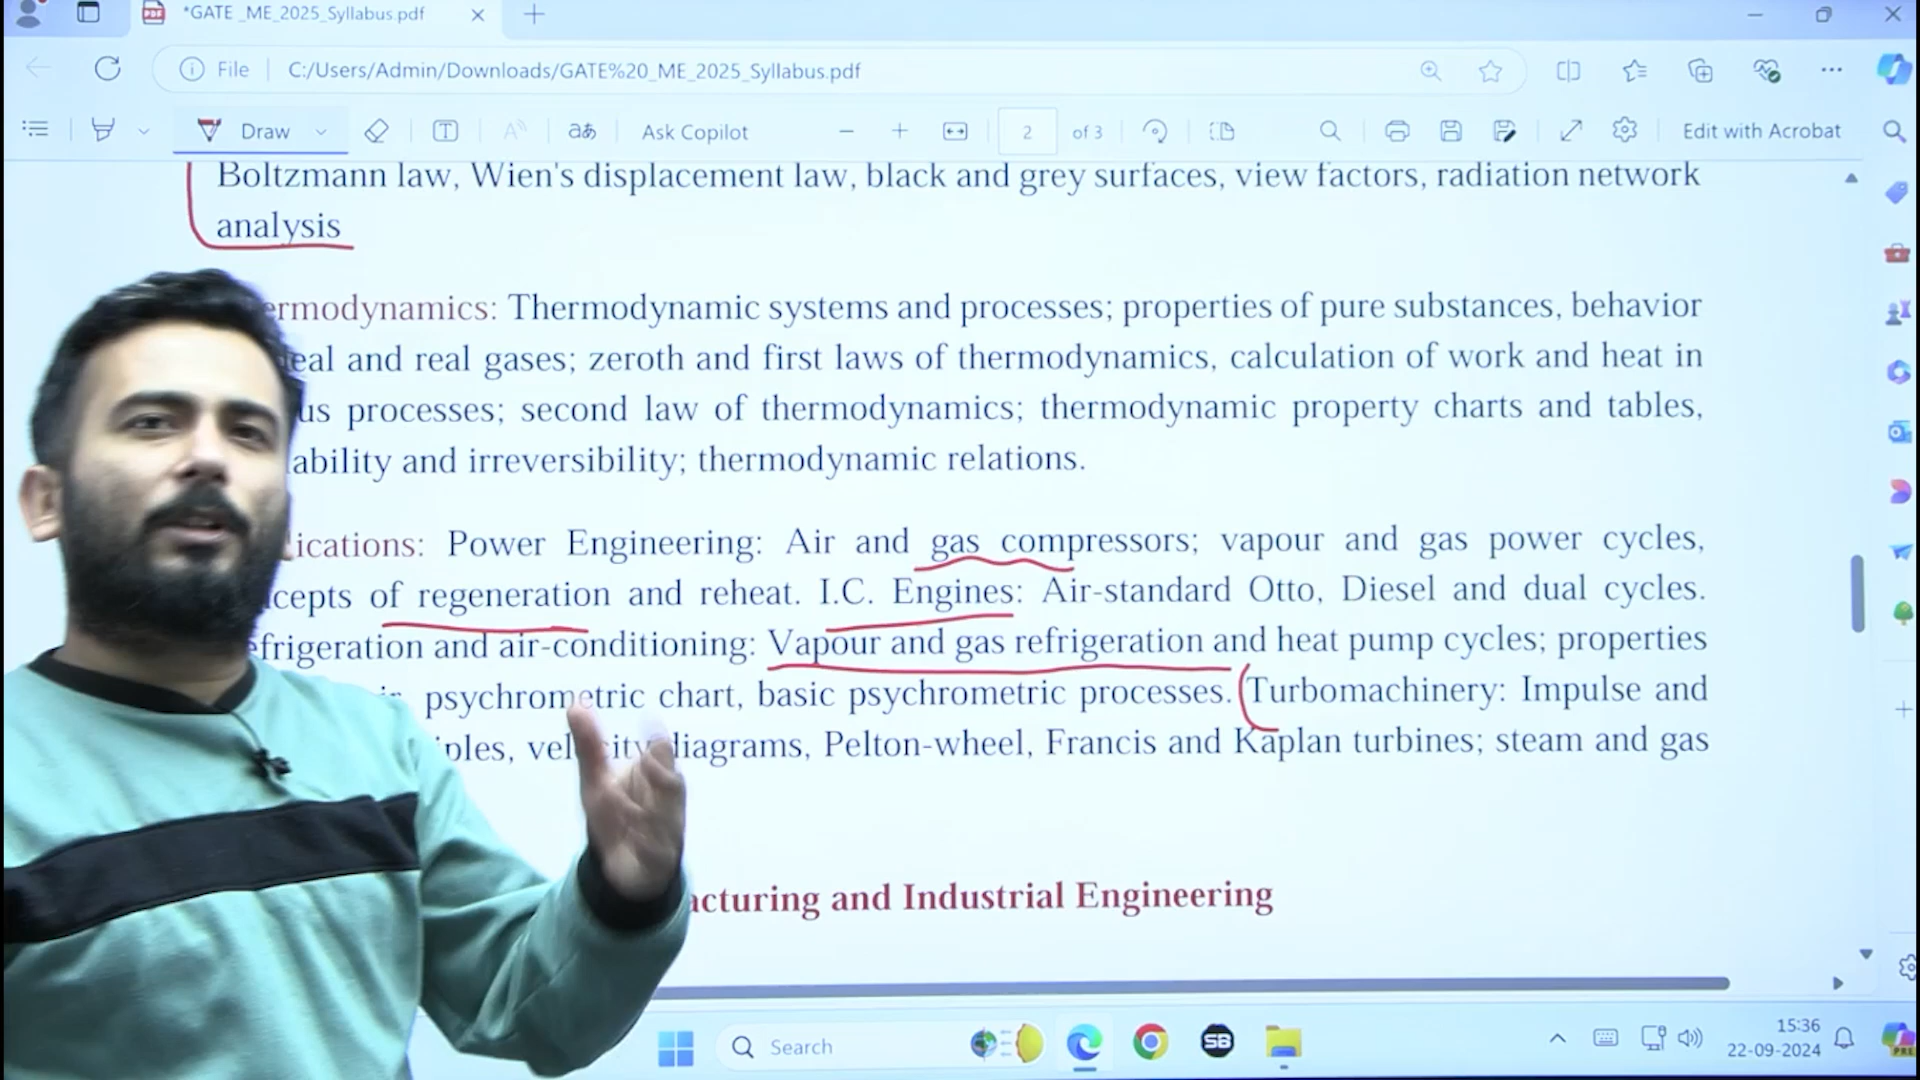 *GATE _ME_2025_Syllabus.pdf
File C:/Users/Admin/Downloads/GATE%20_ME_2025_Syllabus.pdf
Draw Ask Copilot 2 of 3 Edit with Acrobat
Boltzmann law, Wien's displacement law, black and grey surfaces, view factors, radiation network
analysis
ermodynamics: Thermodynamic systems and processes; properties of pure substances, behavior
eal and real gases; zeroth and first laws of thermodynamics, calculation of work and heat in
us processes; second law of thermodynamics; thermodynamic property charts and tables,
ability and irreversibility; thermodynamic relations.
ications: Power Engineering: Air and gas compressors; vapour and gas power cycles,
cepts of regeneration and reheat. I.C. Engines: Air-standard Otto, Diesel and dual cycles.
efrigeration and air-conditioning: Vapour and gas refrigeration and heat pump cycles; properties
psychrometric chart, basic psychrometric processes. Turbomachinery: Impulse and
iples, velocity diagrams, Pelton-wheel, Francis and Kaplan turbines; steam and gas
acturing and Industrial Engineering
Search SB 15:36
22-09-2024